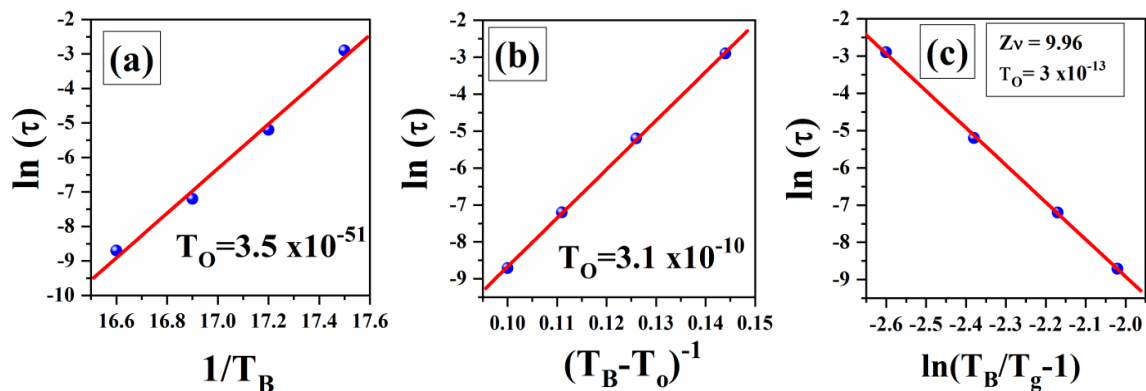 (a)
ln (τ)
-2
-3
-4
-5
-6
-7
-8
-9
-10
T_O=3.5 x10^-51
16.6 16.8 17.0 17.2 17.4 17.6
1/T_B
(b)
ln (τ)
-2
-3
-4
-5
-6
-7
-8
-9
T_O=3.1 x10^-10
0.10 0.11 0.12 0.13 0.14 0.15
(T_B-T_o)^-1
(c)
Zν = 9.96
τ_O= 3 x10^-13
ln (τ)
-2
-3
-4
-5
-6
-7
-8
-9
-2.6 -2.5 -2.4 -2.3 -2.2 -2.1 -2.0
ln(T_B/T_g-1)